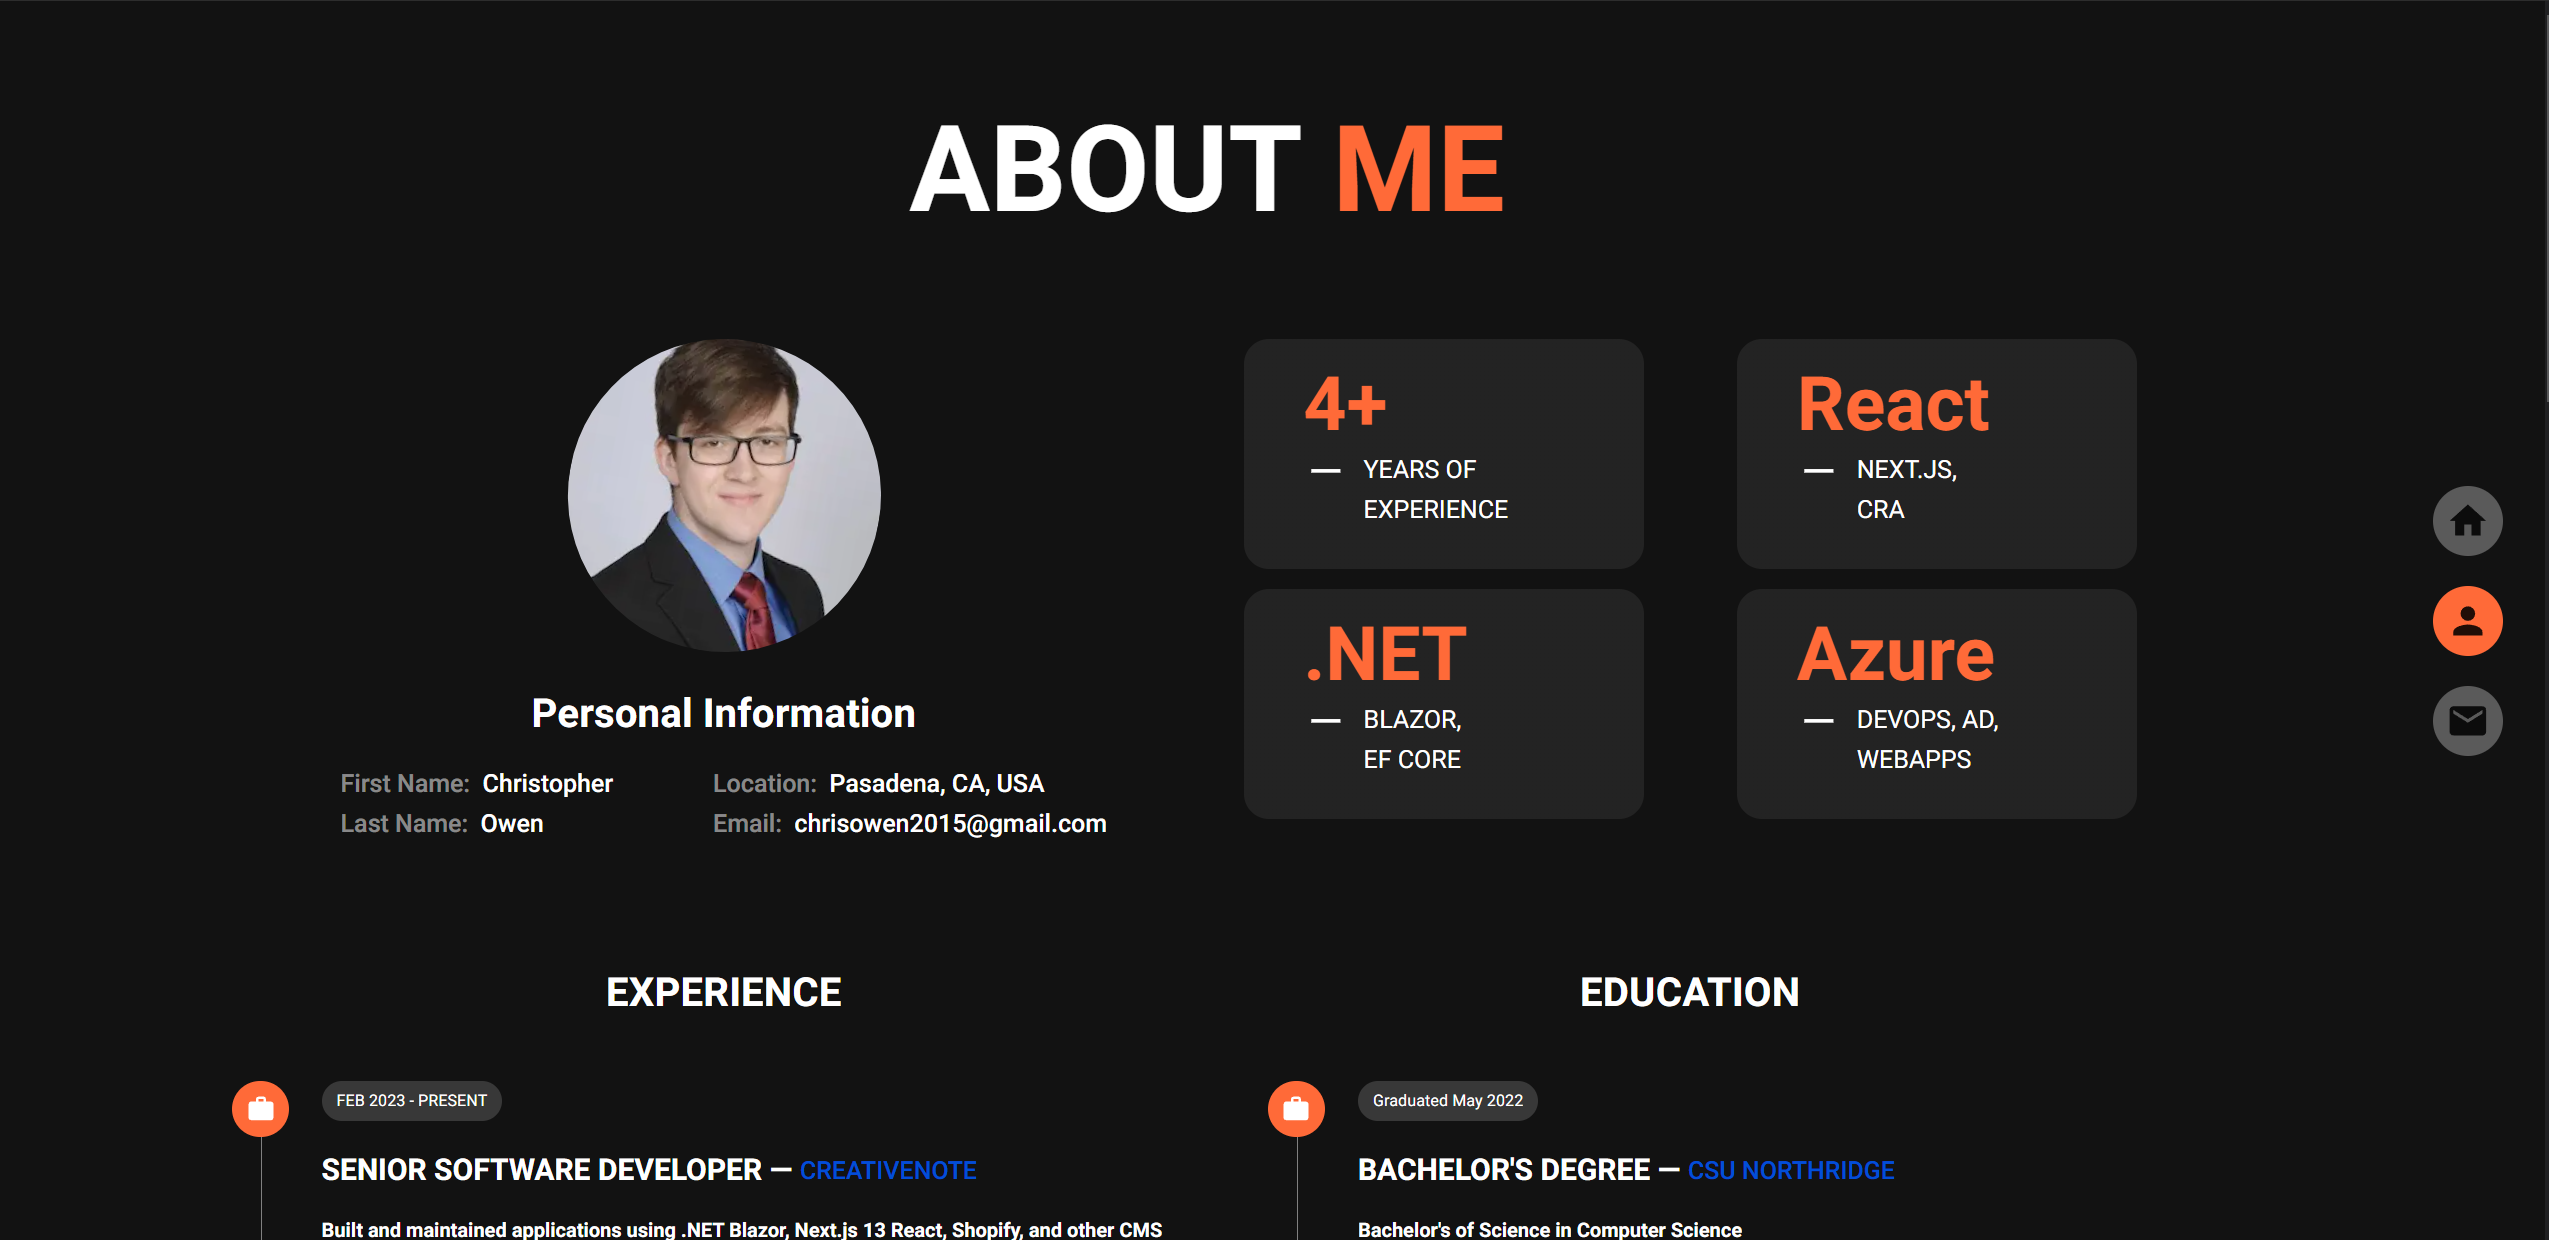 ABOUT ME
4+
— YEARS OF
EXPERIENCE
React
— NEXT.JS,
CRA
.NET
— BLAZOR,
EF CORE
Azure
— DEVOPS, AD,
WEBAPPS
Personal Information
First Name: Christopher
Last Name: Owen
Location: Pasadena, CA, USA
Email: chrisowen2015@gmail.com
EXPERIENCE
FEB 2023 - PRESENT
SENIOR SOFTWARE DEVELOPER — CREATIVENOTE
Built and maintained applications using .NET Blazor, Next.js 13 React, Shopify, and other CMS
EDUCATION
Graduated May 2022
BACHELOR'S DEGREE — CSU NORTHRIDGE
Bachelor's of Science in Computer Science